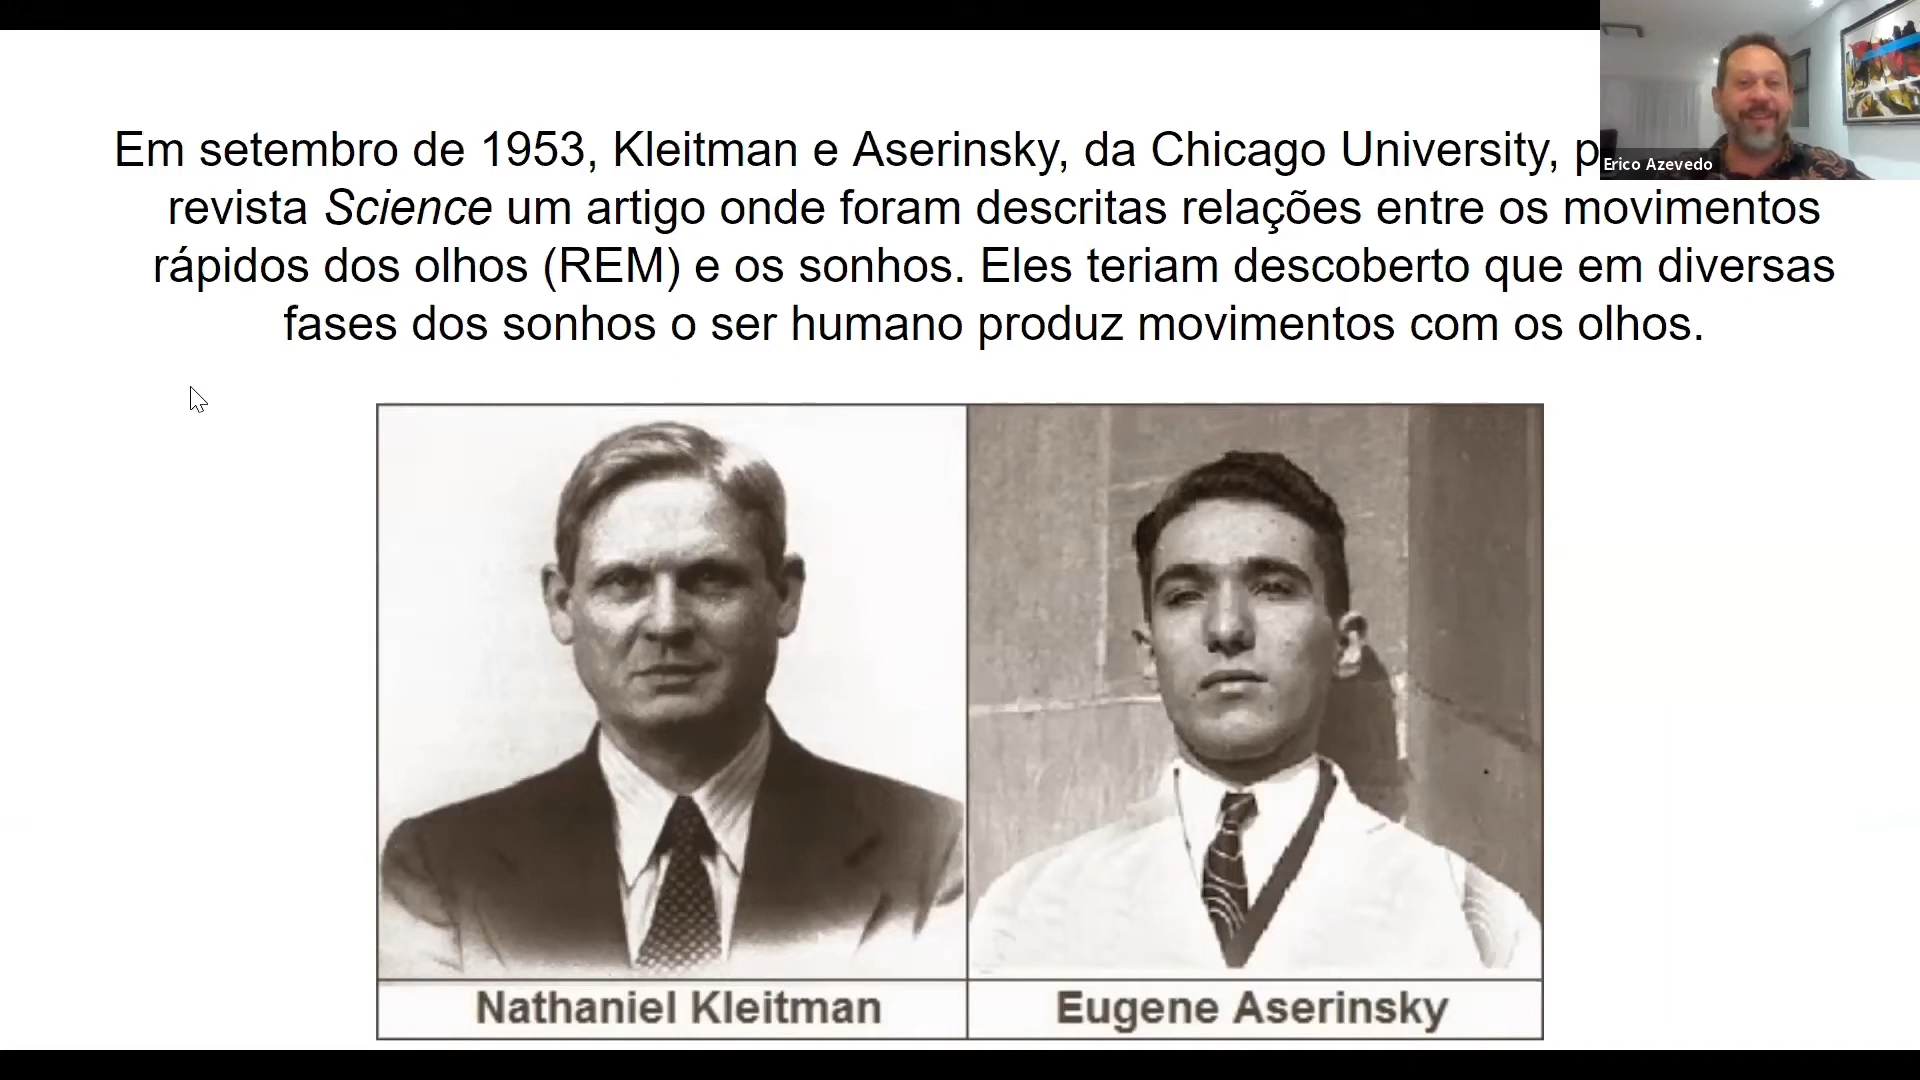 Em setembro de 1953, Kleitman e Aserinsky, da Chicago University,
revista Science um artigo onde foram descritas relações entre os movimentos
rápidos dos olhos (REM) e os sonhos. Eles teriam descoberto que em diversas
fases dos sonhos o ser humano produz movimentos com os olhos.
Erico Azevedo
Nathaniel Kleitman
Eugene Aserinsky